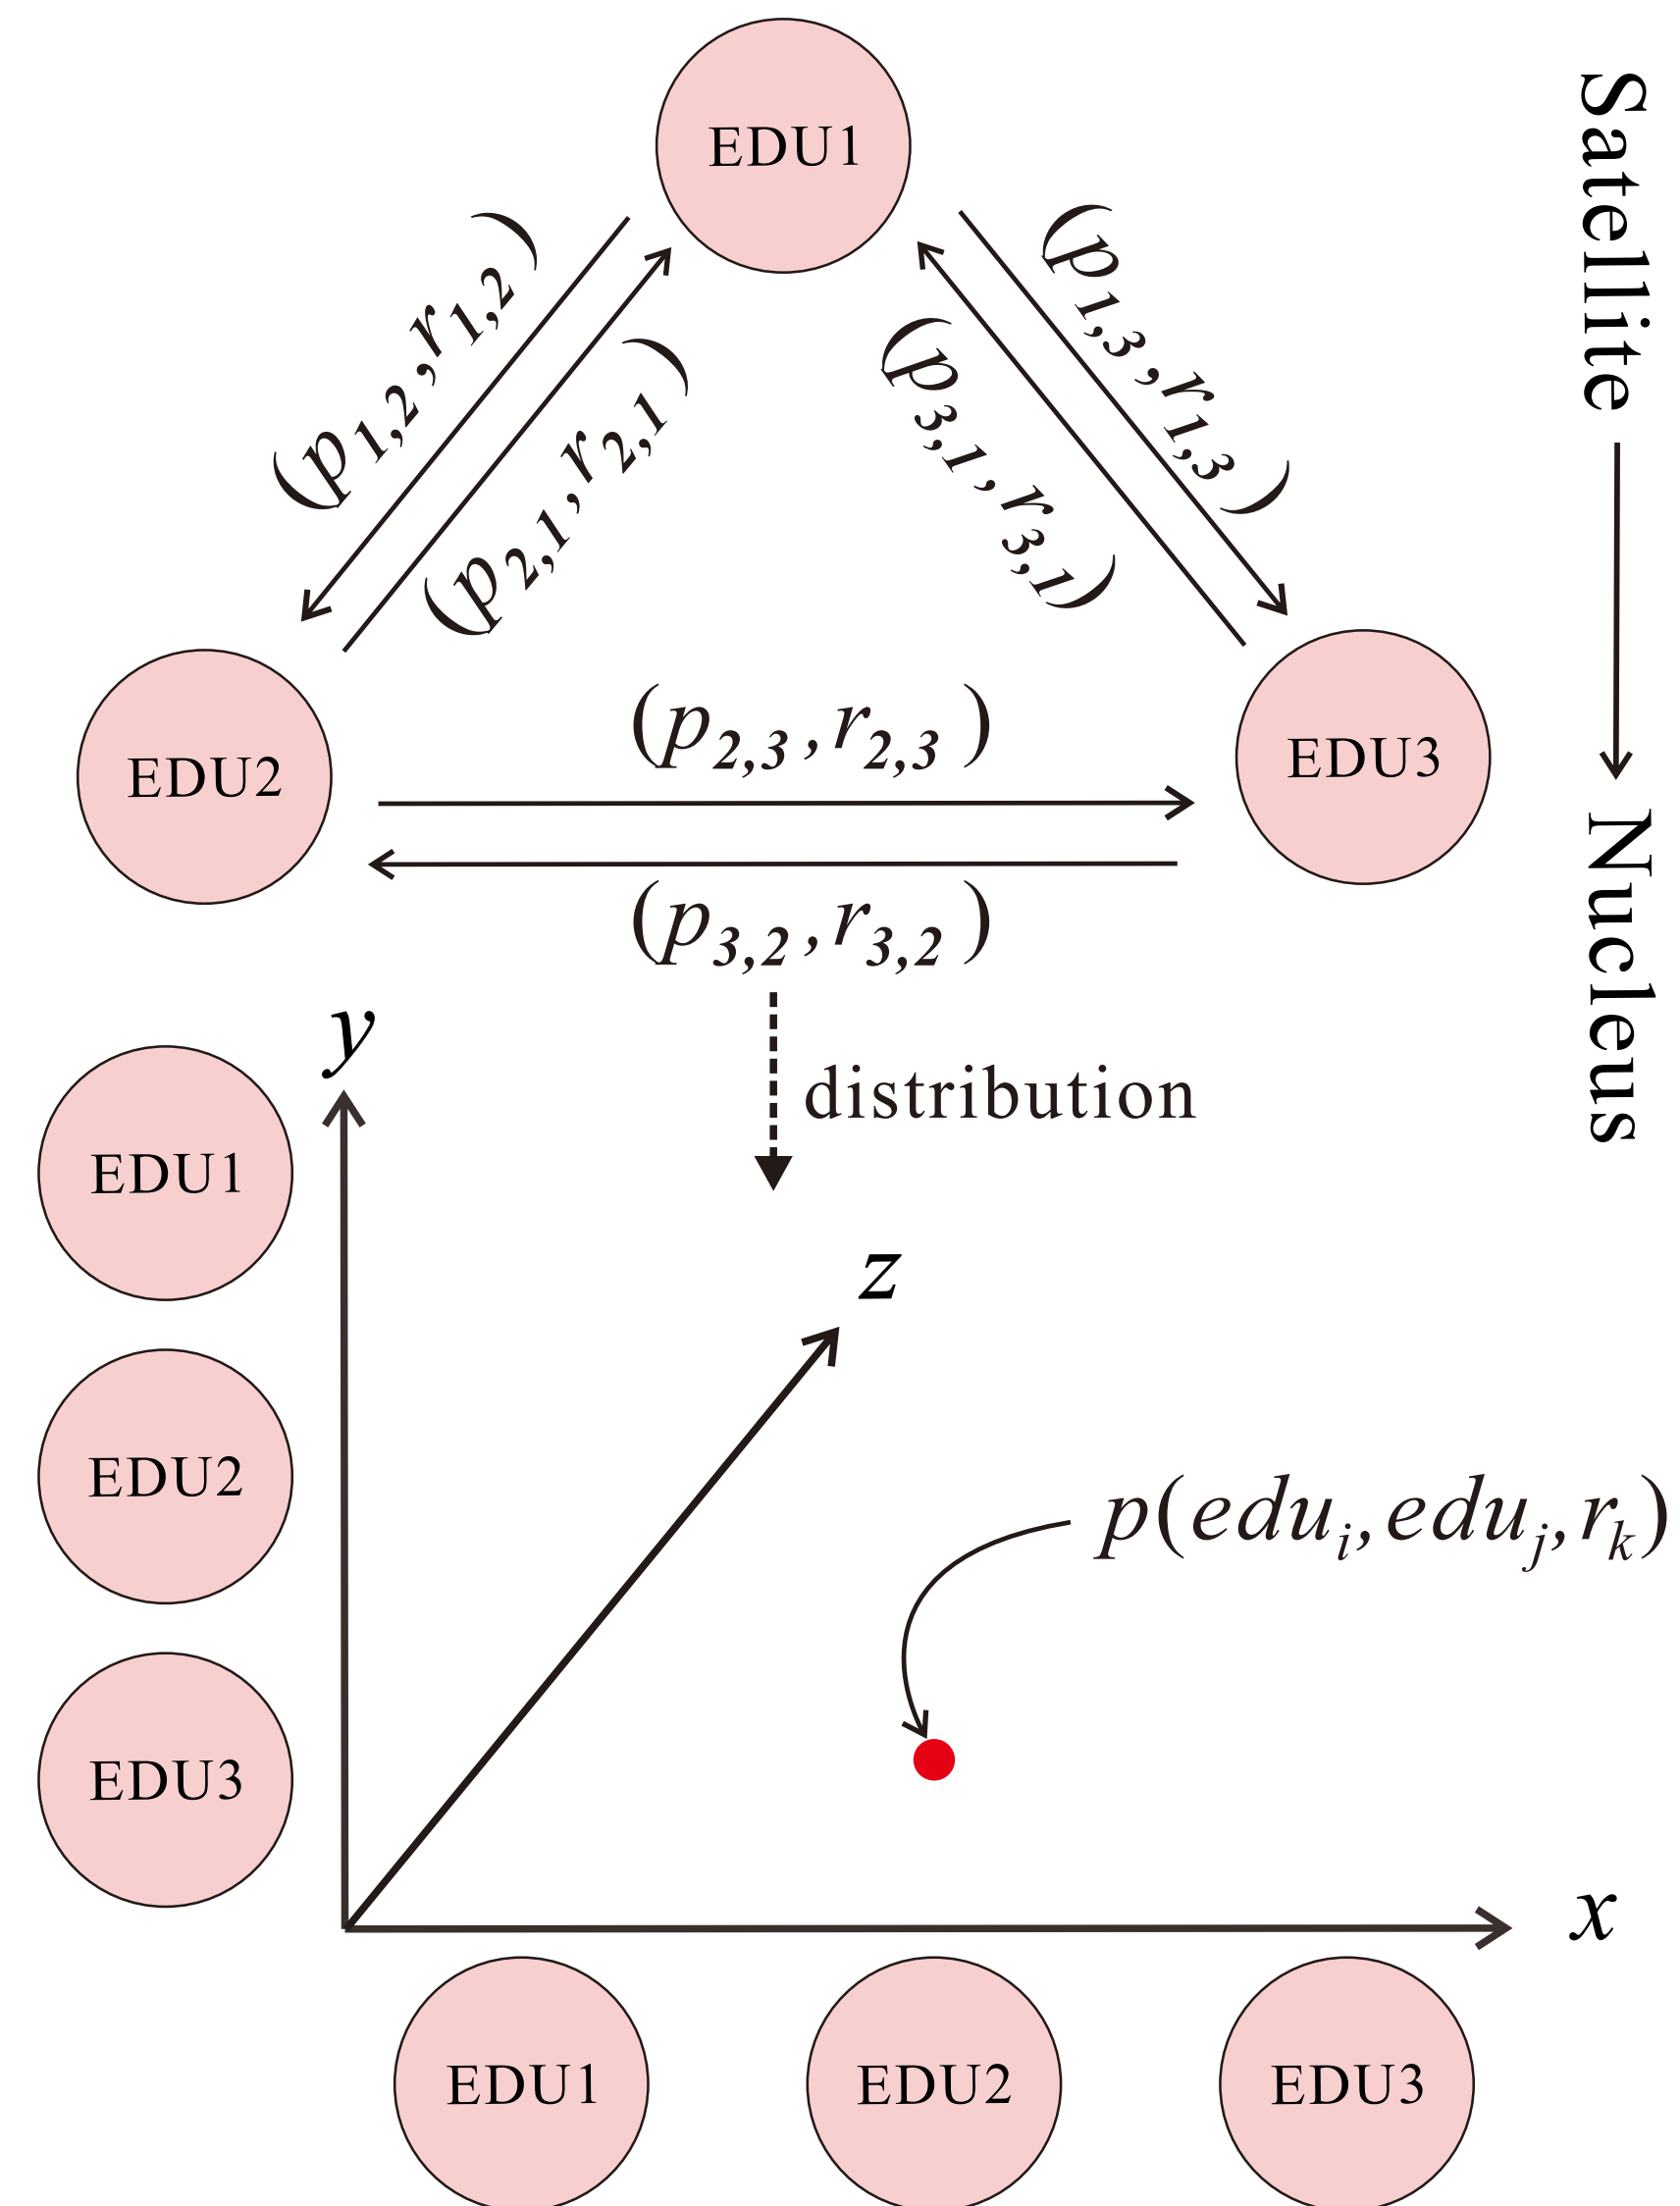 EDU1
Satellite
(p1,2,r1,2)
(p2,1,r2,1)
(p3,1,r3,1)
(p1,3,r1,3)
EDU2
(p2,3,r2,3)
EDU3
(p3,2,r3,2)
Nucleus
y
distribution
EDU1
z
EDU2
p(edui,eduj,rk)
EDU3
x
EDU1
EDU2
EDU3